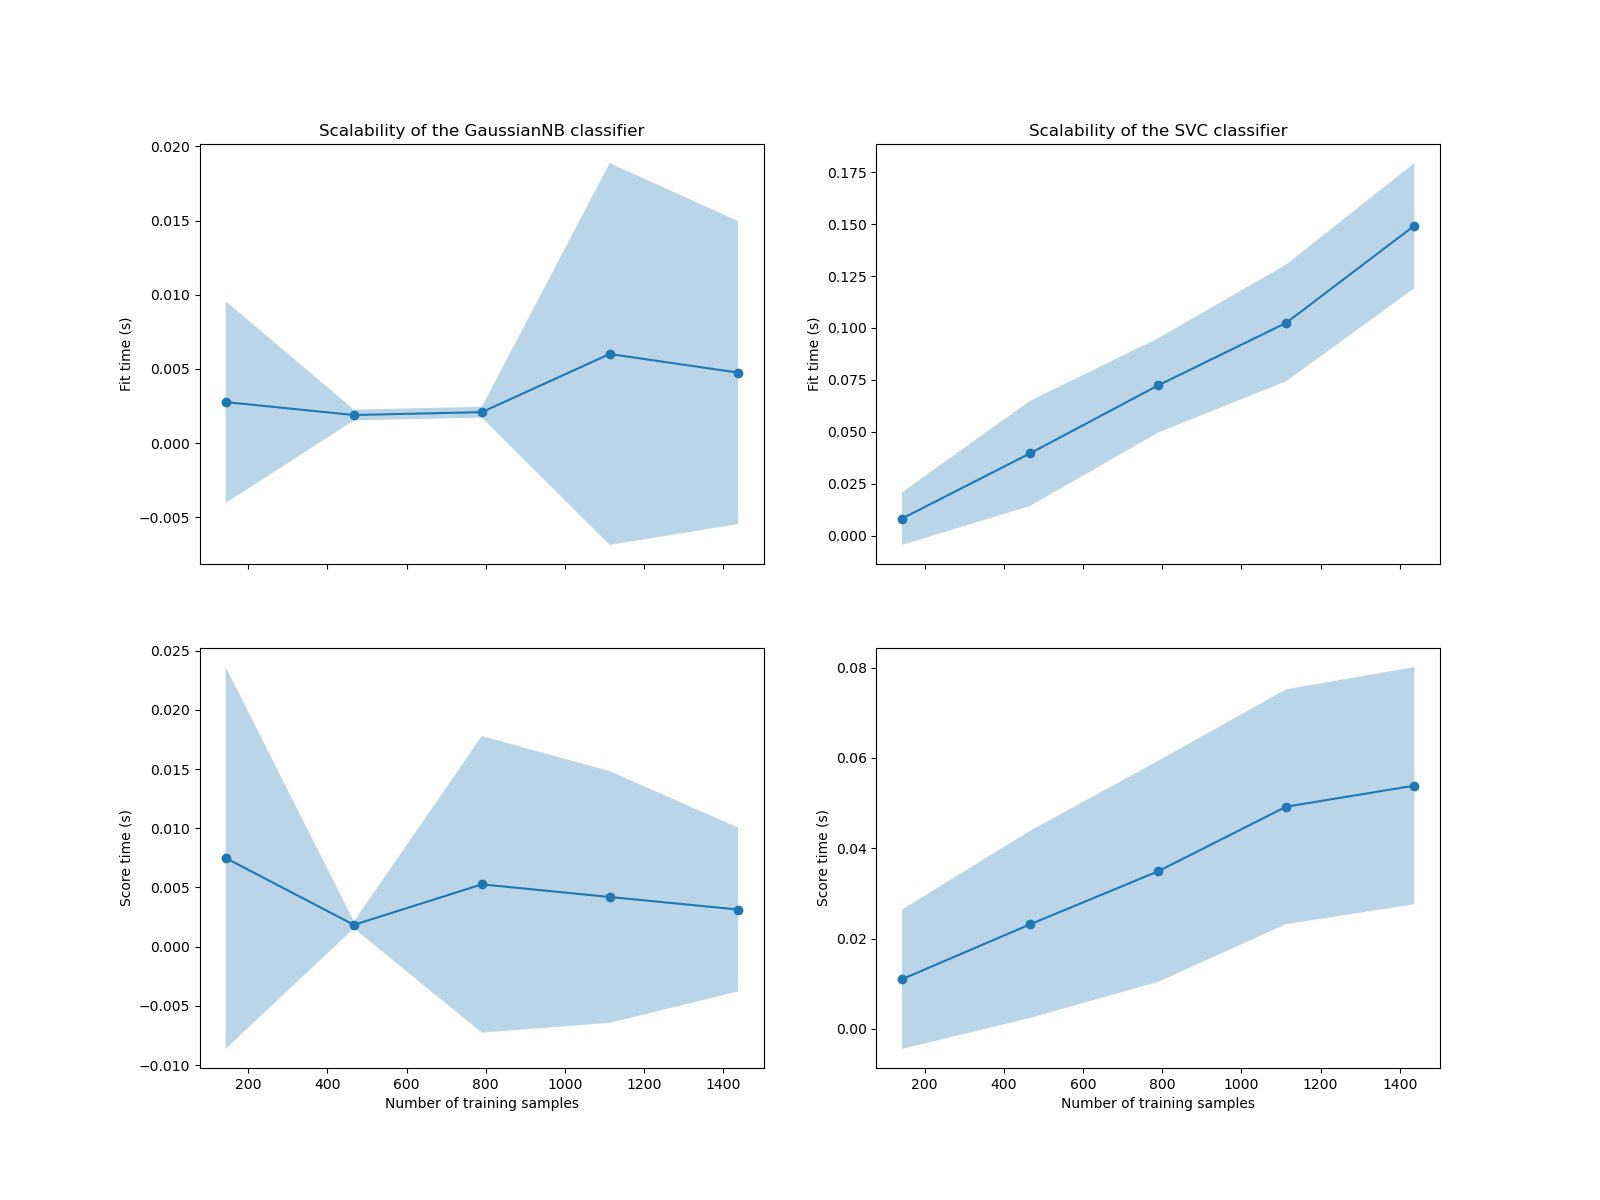 Scalability of the GaussianNB classifier
0.020
0.015
0.010
0.005
0.000
−0.005
Fit time (s)
Scalability of the SVC classifier
0.175
0.150
0.125
0.100
0.075
0.050
0.025
0.000
Fit time (s)
0.025
0.020
0.015
0.010
0.005
0.000
−0.005
−0.010
Score time (s)
200 400 600 800 1000 1200 1400
Number of training samples
0.08
0.06
0.04
0.02
0.00
Score time (s)
200 400 600 800 1000 1200 1400
Number of training samples